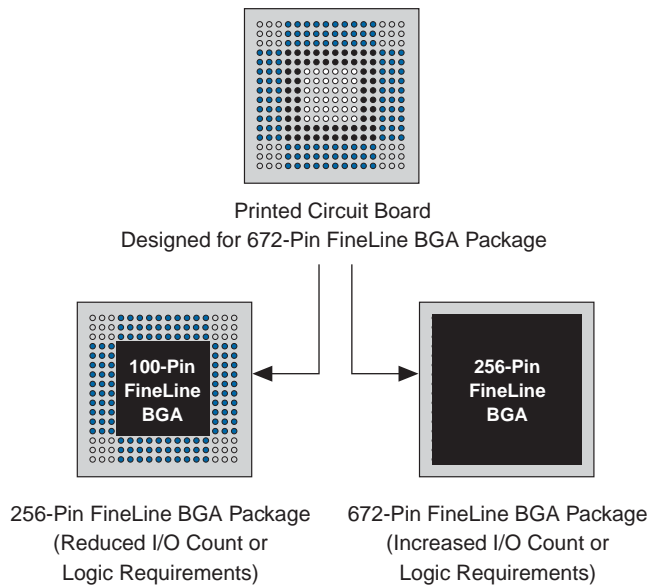 Printed Circuit Board
Designed for 672-Pin FineLine BGA Package
100-Pin
FineLine
BGA
256-Pin
FineLine
BGA
256-Pin FineLine BGA Package
(Reduced I/O Count or
Logic Requirements)
672-Pin FineLine BGA Package
(Increased I/O Count or
Logic Requirements)